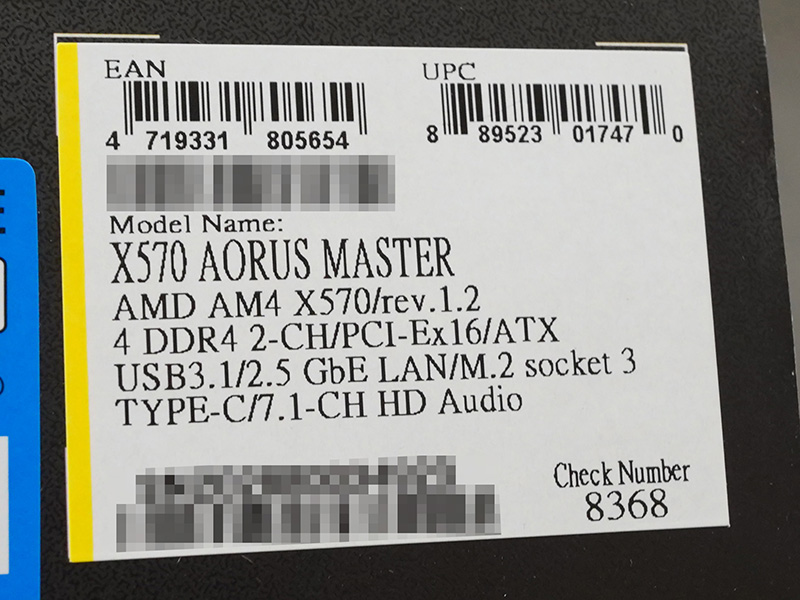 EAN
4 719331 805654
UPC
8 89523 01747 0
Model Name:
X570 AORUS MASTER
AMD AM4 X570/rev.1.2
4 DDR4 2-CH/PCI-Ex16/ATX
USB3.1/2.5 GbE LAN/M.2 socket 3
TYPE-C/7.1-CH HD Audio
Check Number
8368